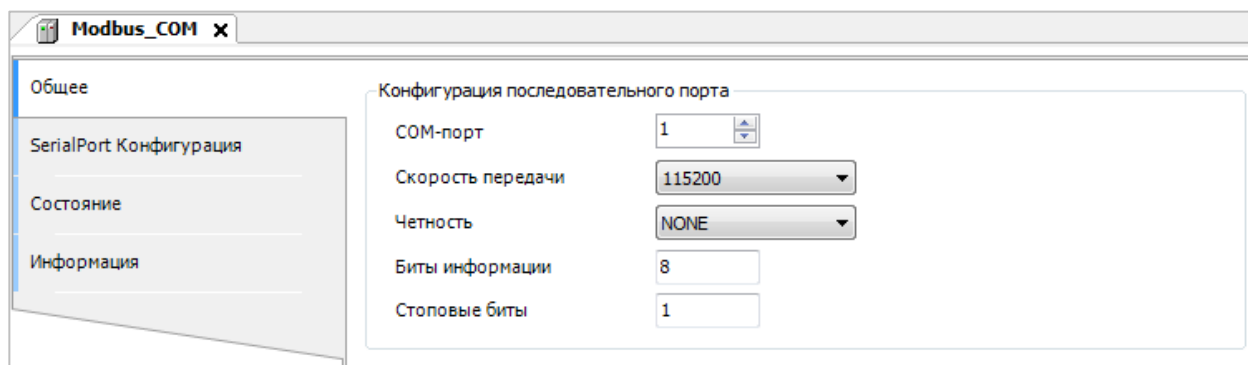 Modbus_COM x
Общее
SerialPort Конфигурация
Состояние
Информация
Конфигурация последовательного порта
COM-порт 1
Скорость передачи 115200
Четность NONE
Биты информации 8
Стоповые биты 1